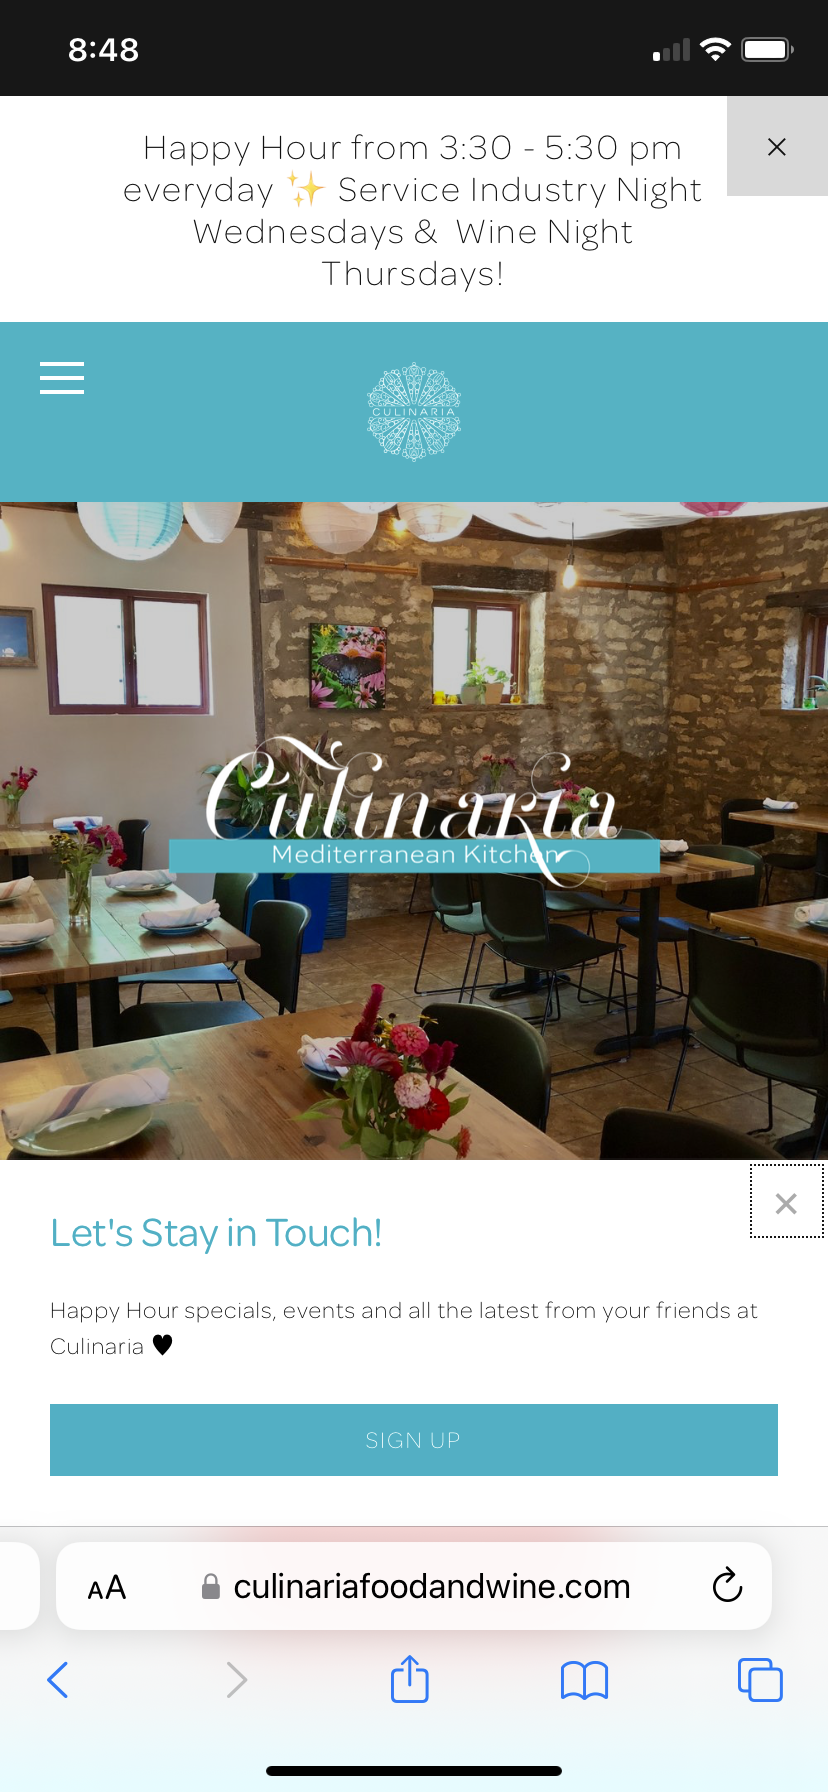 8:48
Happy Hour from 3:30 - 5:30 pm
everyday ✨ Service Industry Night
Wednesdays & Wine Night
Thursdays!
CULINARIA
Culinaria
Mediterranean Kitchen
Let's Stay in Touch!
Happy Hour specials, events and all the latest from your friends at
Culinaria ♥
SIGN UP
AA culinariafoodandwine.com